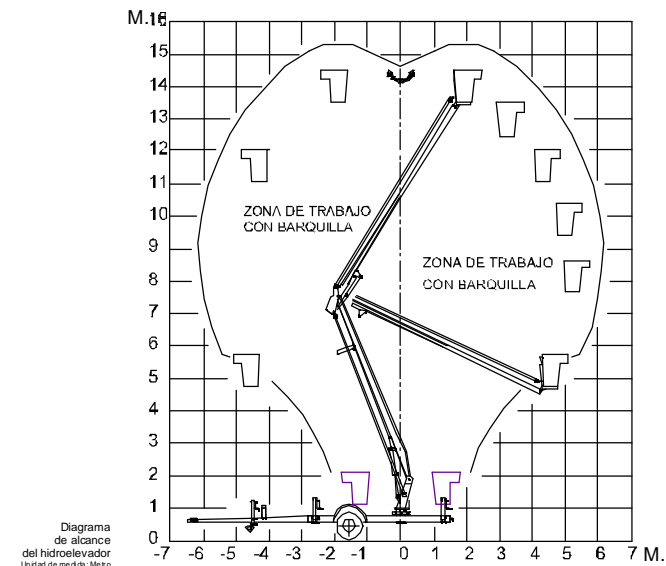 M.
15
14
13
12
11
10
9
8
7
6
5
4
3
2
1
0
ZONA DE TRABAJO
CON BARQUILLA
ZONA DE TRABAJO
CON BARQUILLA
-7 -6 -5 -4 -3 -2 -1 0 1 2 3 4 5 6 7 M.
Diagrama
de alcance
del hidroelevador
Unidad de medida: Metro